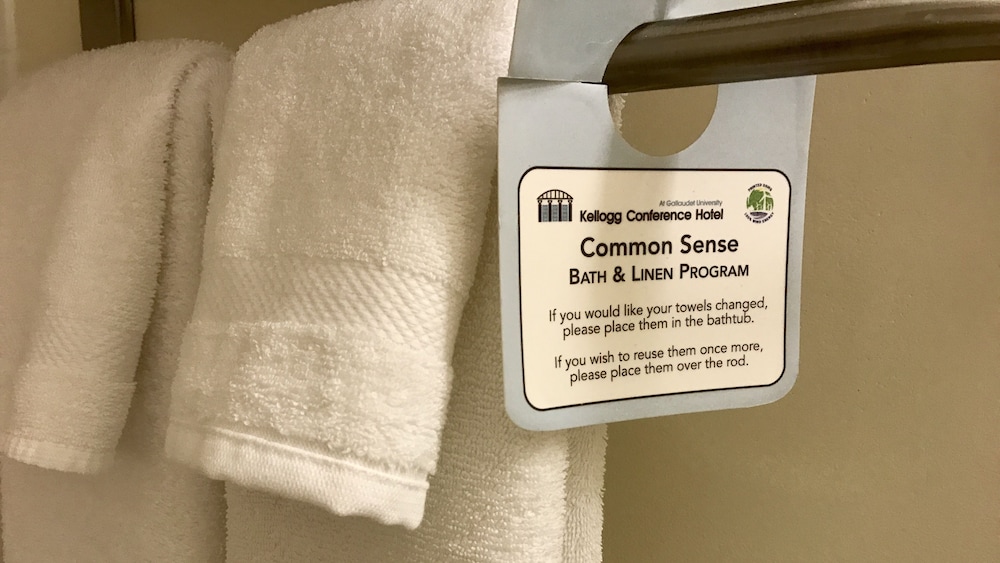 At Gallaudet University
Kellogg Conference Hotel
Common Sense
BATH & LINEN PROGRAM
If you would like your towels changed,
please place them in the bathtub.
If you wish to reuse them once more,
please place them over the rod.